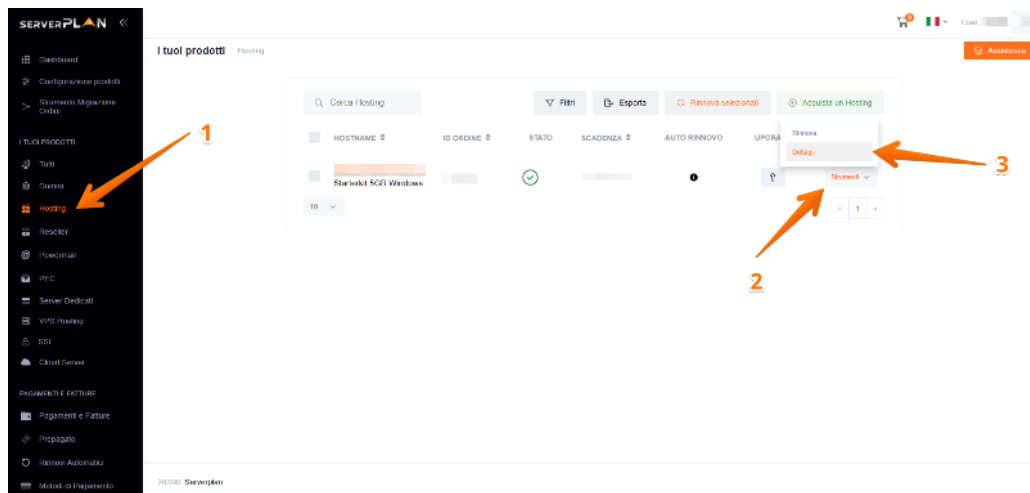 SERVERPLAN
0
Ciao,
I tuoi prodotti
Hosting
Assistenza
Dashboard
Configurazione prodotti
Strumento Migrazione
Ordini
I TUOI PRODOTTI
Tutti
Domini
Hosting
Reseller
Powermail
PEC
Server Dedicati
VPS Hosting
SSL
Cloud Server
PAGAMENTI E FATTURE
Pagamenti e Fatture
Prepagato
Rinnovi Automatici
Metodi di Pagamento
Cerca Hosting
Filtri
Esporta
Rinnova selezionati
Acquista un Hosting
HOSTNAME
ID ORDINE
STATO
SCADENZA
AUTO RINNOVO
UPGRA
Rinnova
Dettagli
Starterkit 5GB Windows
Strumenti
10
1
1
2
3
Serverplan